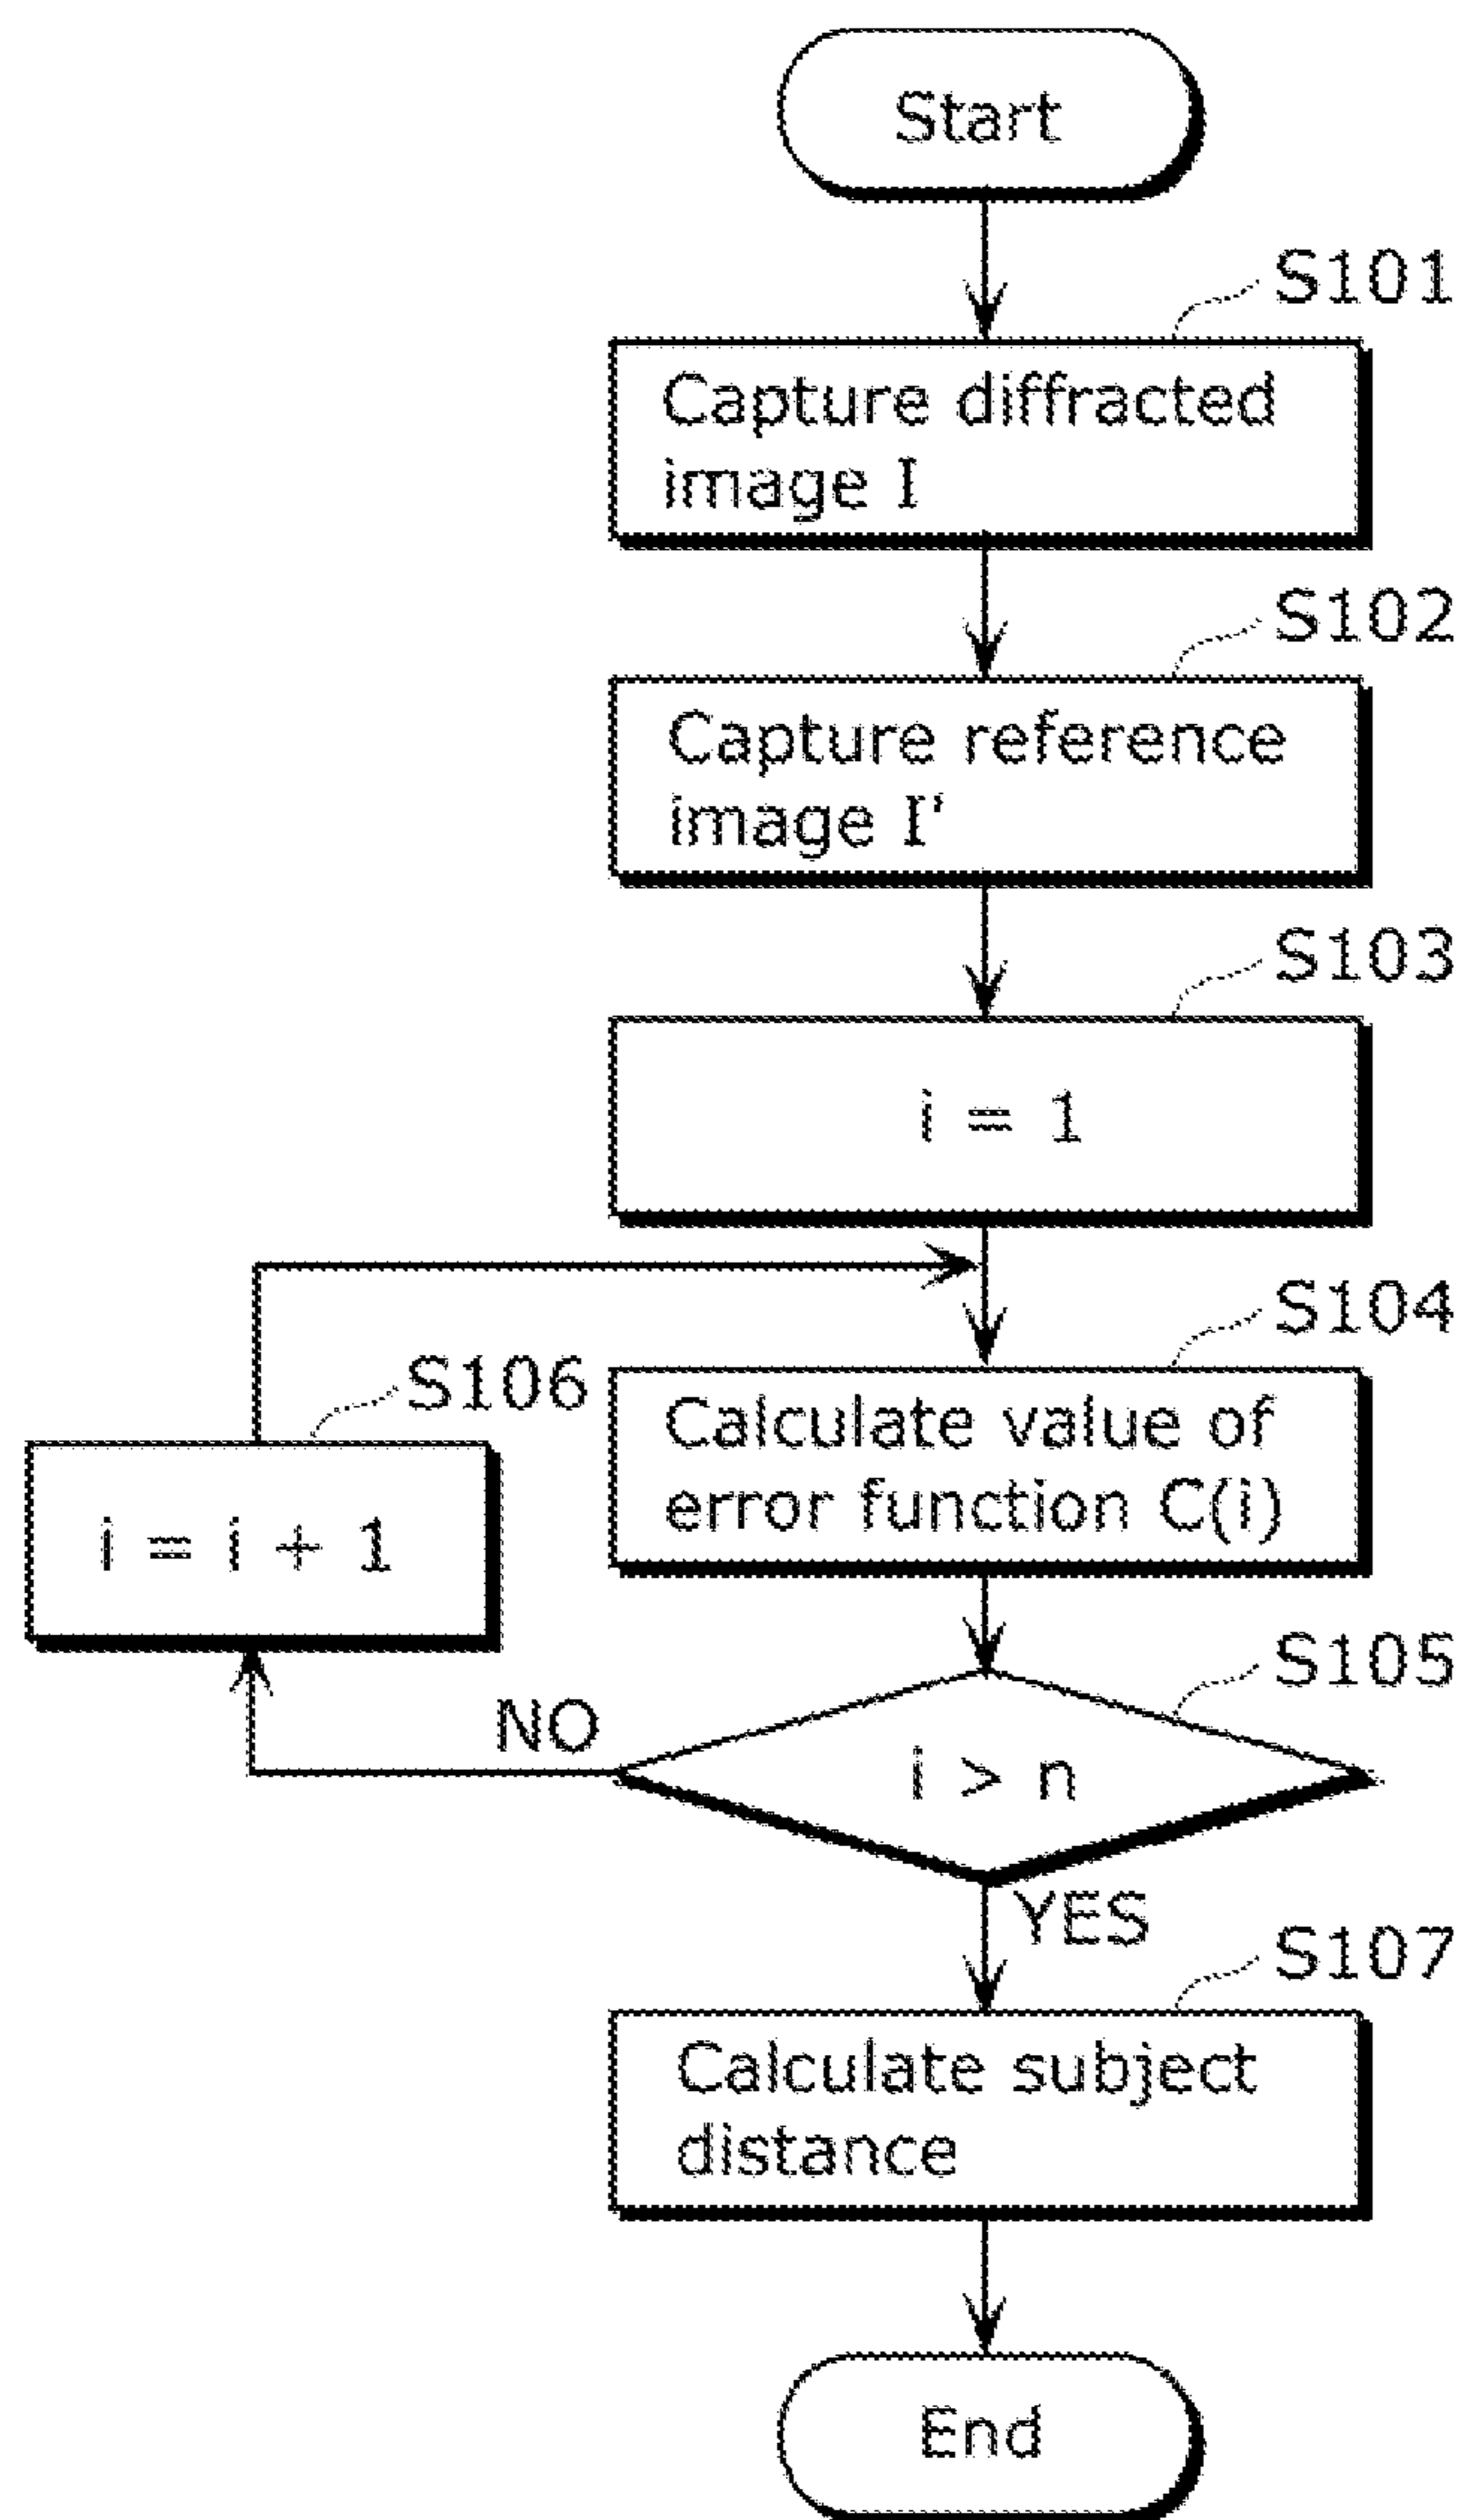 Start
S101
Capture diffracted
image I
S102
Capture reference
image I'
S103
i = 1
S104
Calculate value of
error function C(i)
S106
i = i + 1
S105
i > n
NO
YES
S107
Calculate subject
distance
End